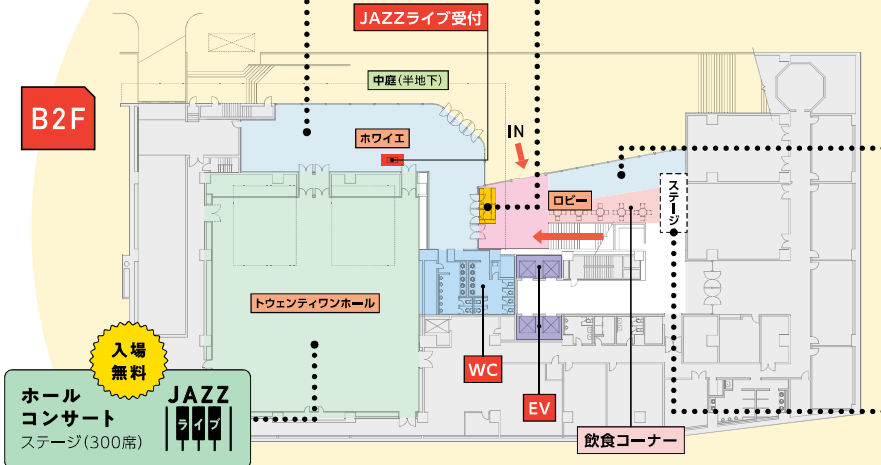 JAZZライブ受付
中庭(半地下)
B2F
IN
ホワイエ
ロビー
ステージ
トウェンティワンホール
入場
無料
WC
EV
ホール
コンサート
ステージ(300席)
JAZZ
ライブ
飲食コーナー